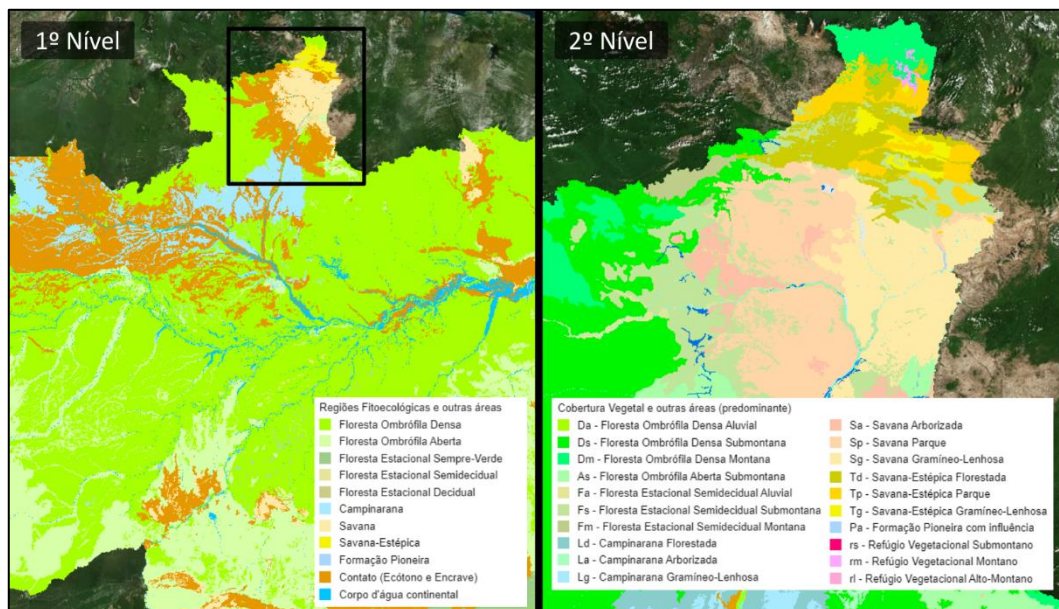 1º Nível
Regiões Fitoecológicas e outras áreas
Floresta Ombrófila Densa
Floresta Ombrófila Aberta
Floresta Estacional Sempre-Verde
Floresta Estacional Semidecidual
Floresta Estacional Decidual
Campinarana
Savana
Savana-Estépica
Formação Pioneira
Contato (Ecótono e Encrave)
Corpo d'água continental
2º Nível
Cobertura Vegetal e outras áreas (predominante)
Da - Floresta Ombrófila Densa Aluvial
Ds - Floresta Ombrófila Densa Submontana
Dm - Floresta Ombrófila Densa Montana
As - Floresta Ombrófila Aberta Submontana
Fa - Floresta Estacional Semidecidual Aluvial
Fs - Floresta Estacional Semidecidual Submontana
Fm - Floresta Estacional Semidecidual Montana
Ld - Campinarana Florestada
La - Campinarana Arborizada
Lg - Campinarana Gramíneo-Lenhosa
Sa - Savana Arborizada
Sp - Savana Parque
Sg - Savana Gramíneo-Lenhosa
Td - Savana-Estépica Florestada
Tp - Savana-Estépica Parque
Tg - Savana-Estépica Gramíneo-Lenhosa
Pa - Formação Pioneira com influência
rs - Refúgio Vegetacional Submontano
rm - Refúgio Vegetacional Montano
rl - Refúgio Vegetacional Alto-Montano